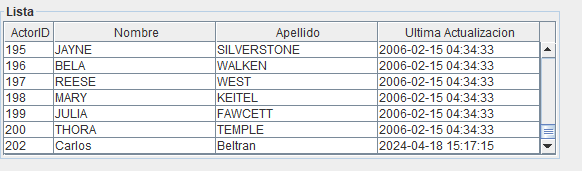 Lista
ActorID Nombre Apellido Ultima Actualizacion
195 JAYNE SILVERSTONE 2006-02-15 04:34:33
196 BELA WALKEN 2006-02-15 04:34:33
197 REESE WEST 2006-02-15 04:34:33
198 MARY KEITEL 2006-02-15 04:34:33
199 JULIA FAWCETT 2006-02-15 04:34:33
200 THORA TEMPLE 2006-02-15 04:34:33
202 Carlos Beltran 2024-04-18 15:17:15